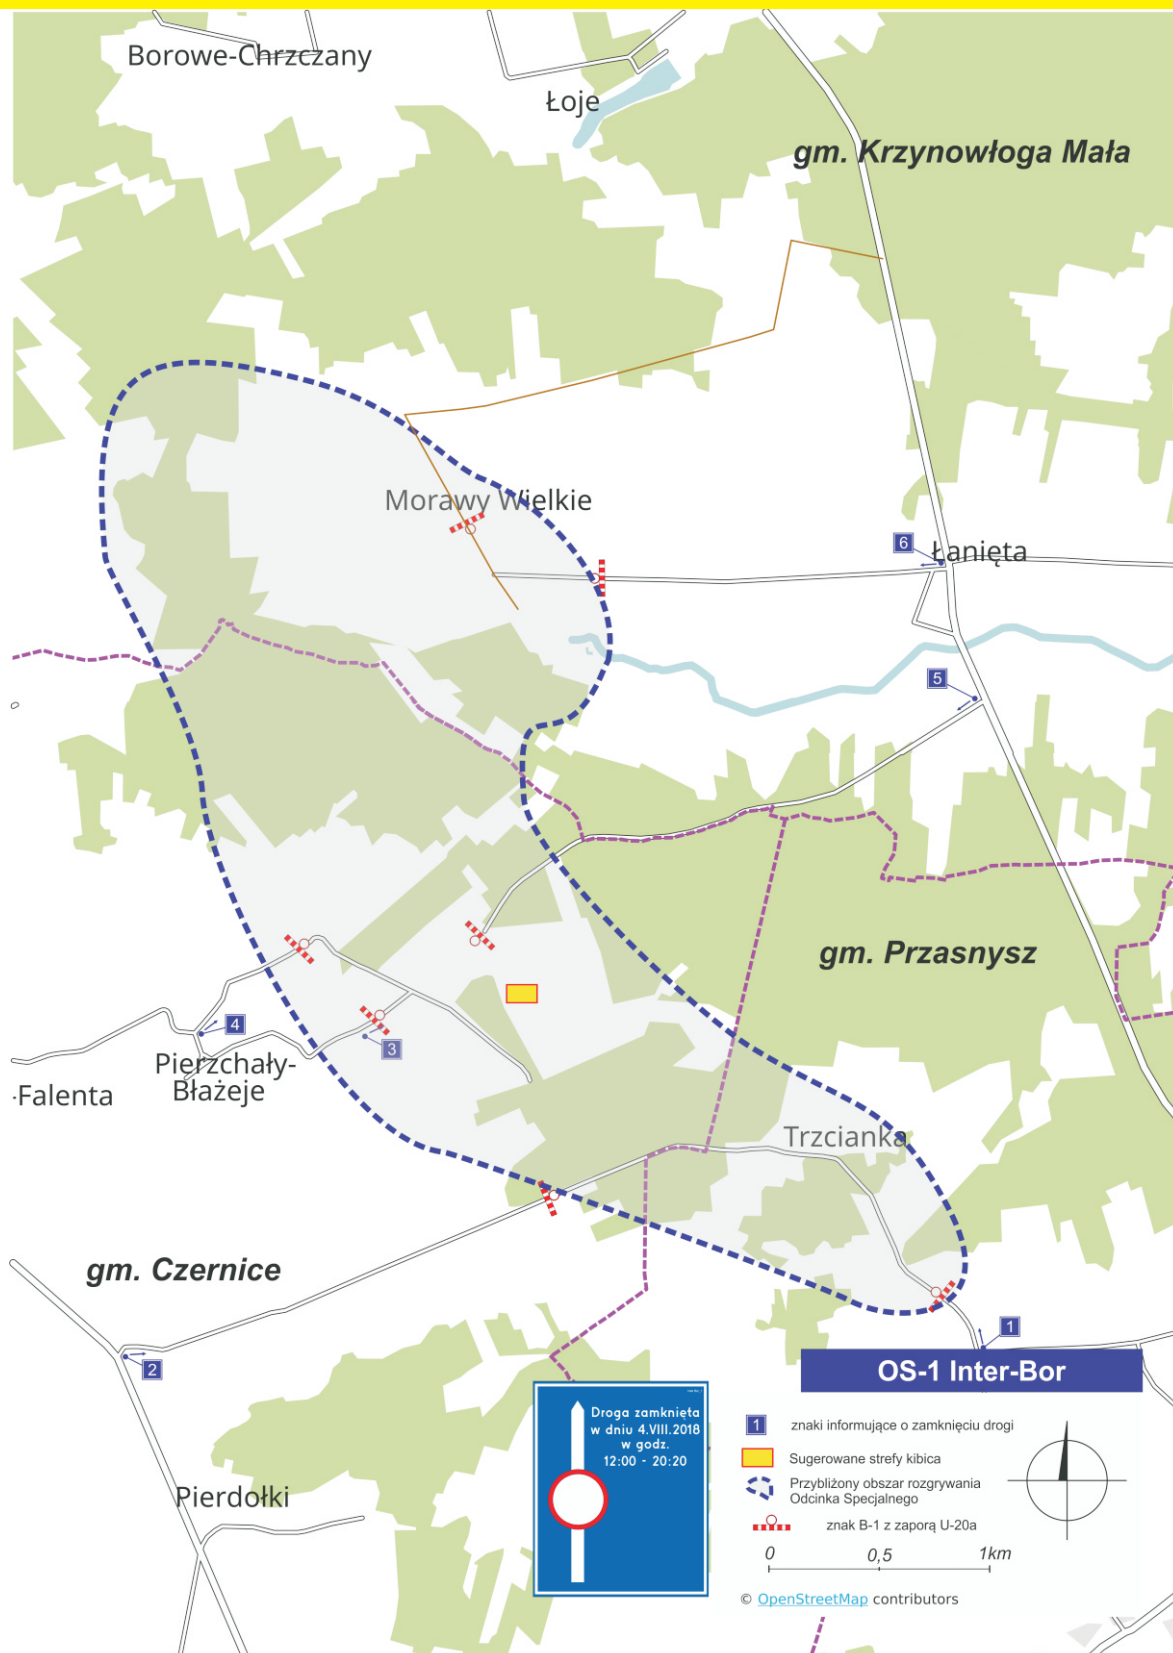 Borowe-Chrzczany
Łoje
gm. Krzynowłoga Mała
Morawy Wielkie
6
Łanięta
5
gm. Przasnysz
4
3
Pierzchały-
Błażeje
-Falenta
Trzcianka
gm. Czernice
1
2
OS-1 Inter-Bor
Droga zamknięta
w dniu 4.VIII.2018
w godz.
12:00 - 20:20
1 znaki informujące o zamknięciu drogi
Sugerowane strefy kibica
Przybliżony obszar rozgrywania
Odcinka Specjalnego
znak B-1 z zaporą U-20a
0 0,5 1km
Pierdołki
© OpenStreetMap contributors